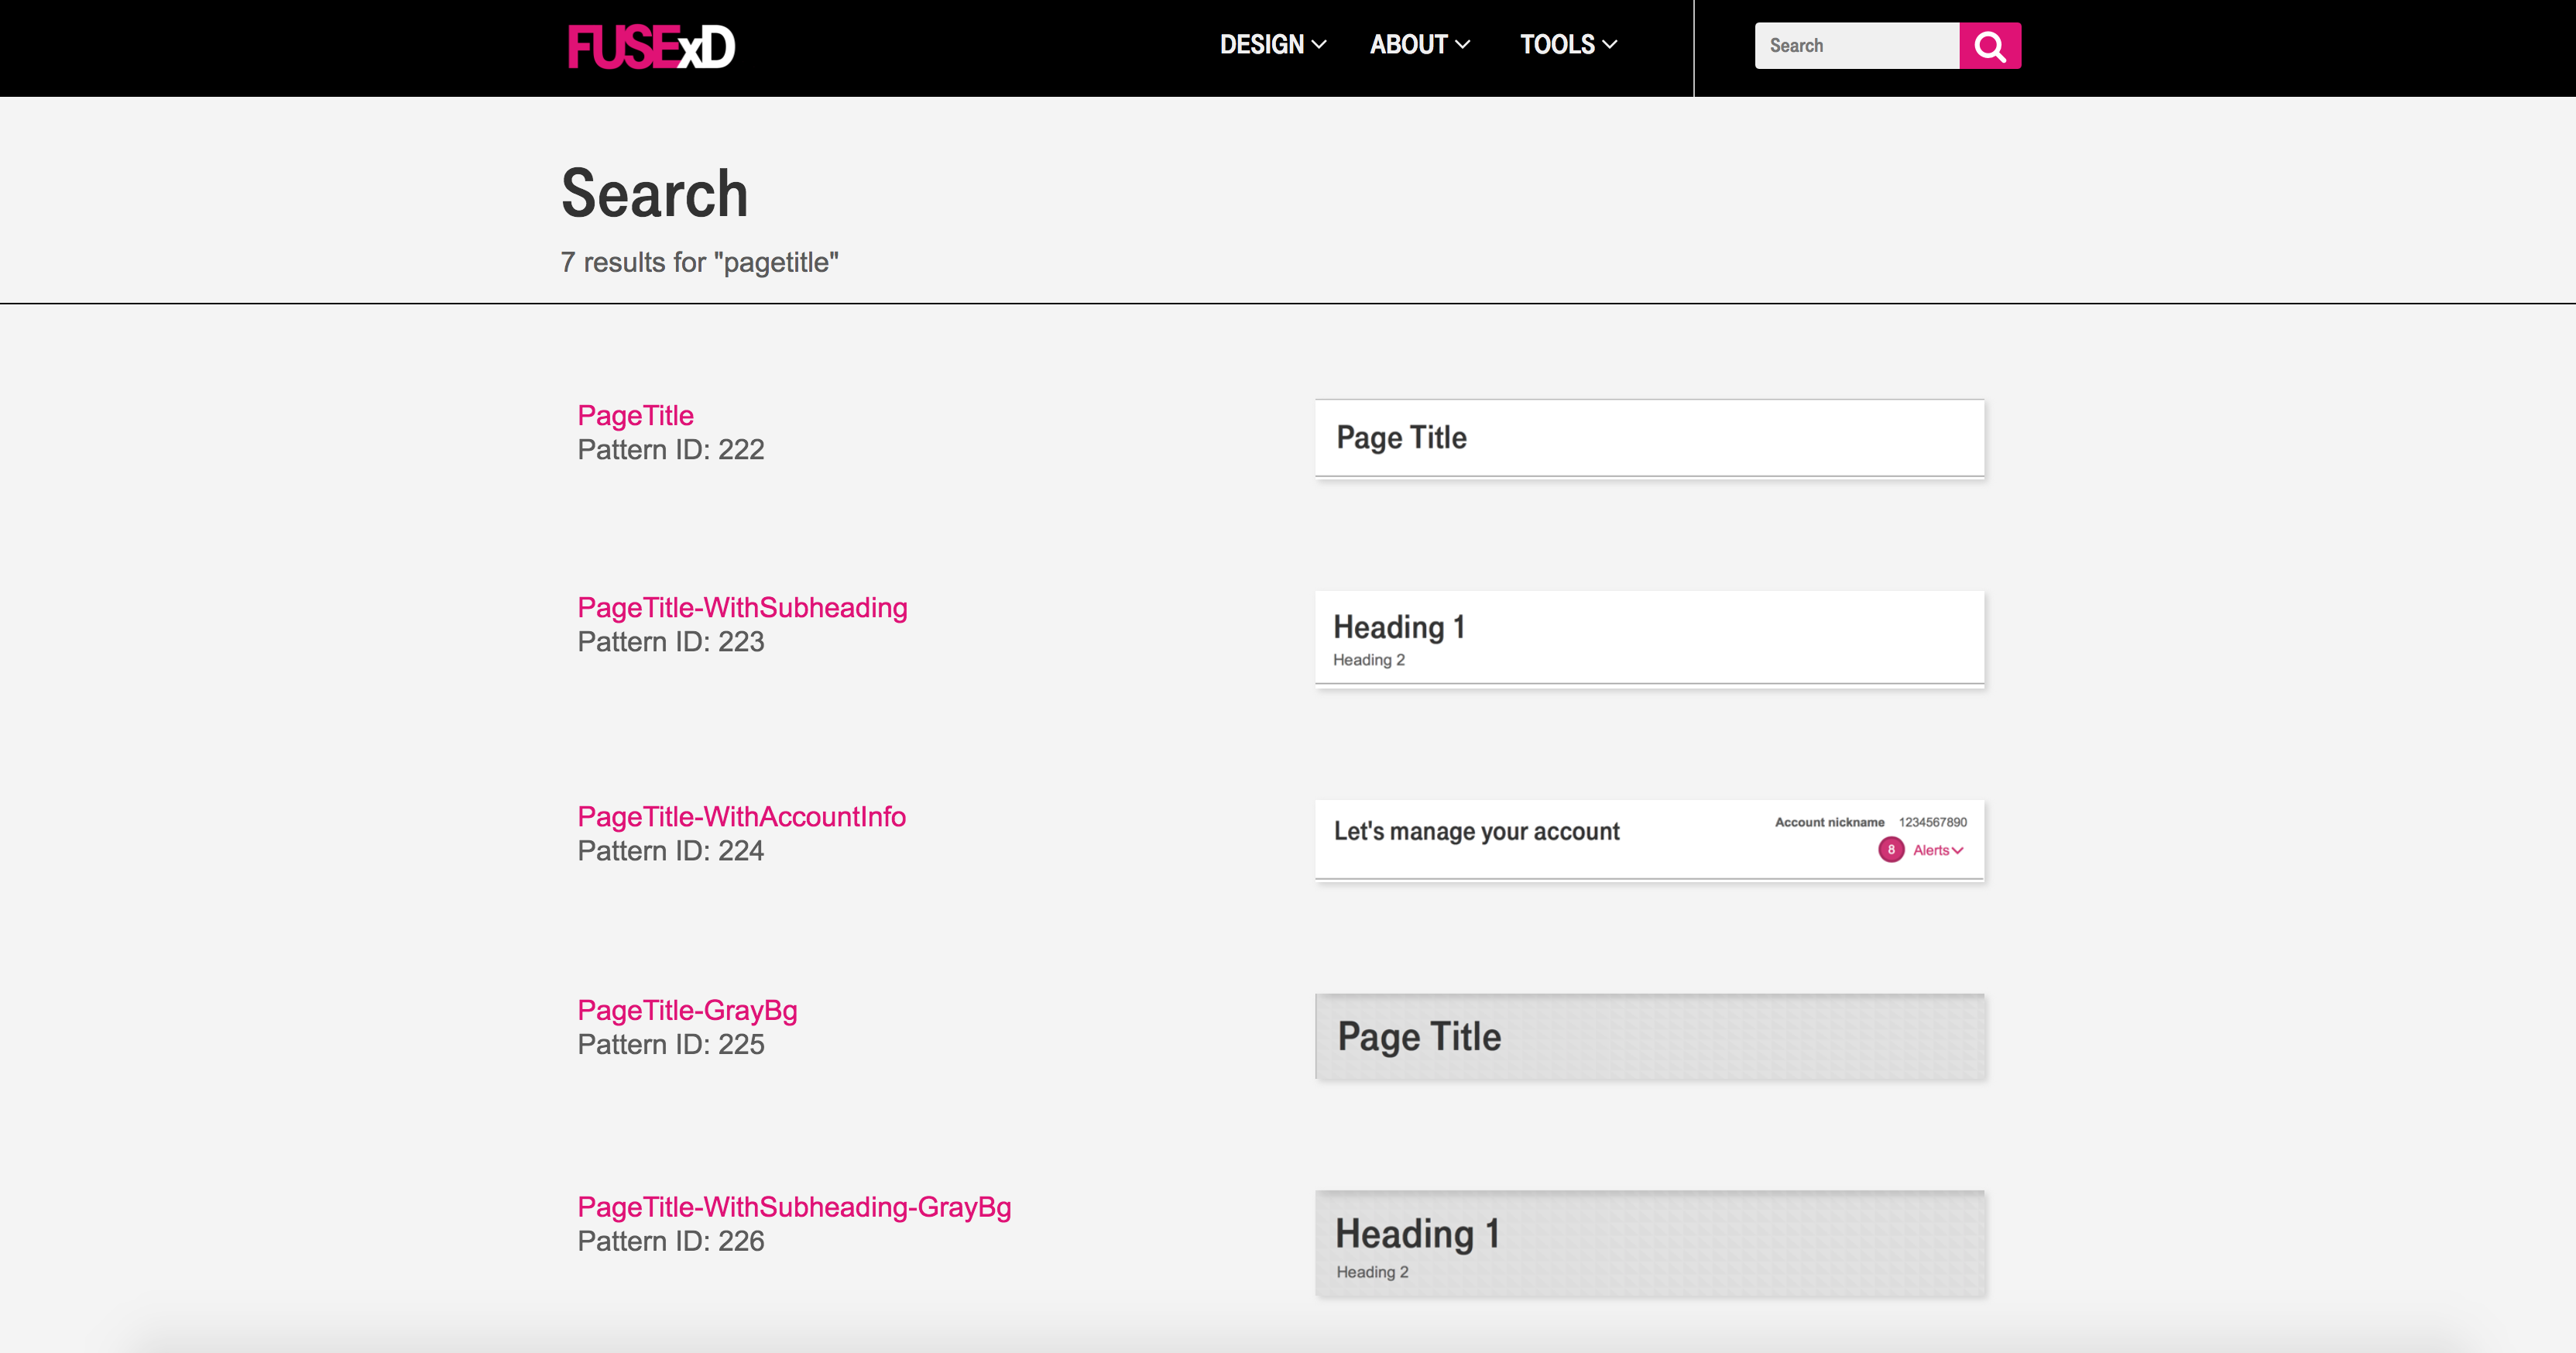 FUSExD
DESIGN
ABOUT
TOOLS
Search
Search
7 results for "pagetitle"
PageTitle
Pattern ID: 222
Page Title
PageTitle-WithSubheading
Pattern ID: 223
Heading 1
Heading 2
PageTitle-WithAccountInfo
Pattern ID: 224
Let's manage your account
Account nickname 1234567890
8 Alerts
PageTitle-GrayBg
Pattern ID: 225
Page Title
PageTitle-WithSubheading-GrayBg
Pattern ID: 226
Heading 1
Heading 2